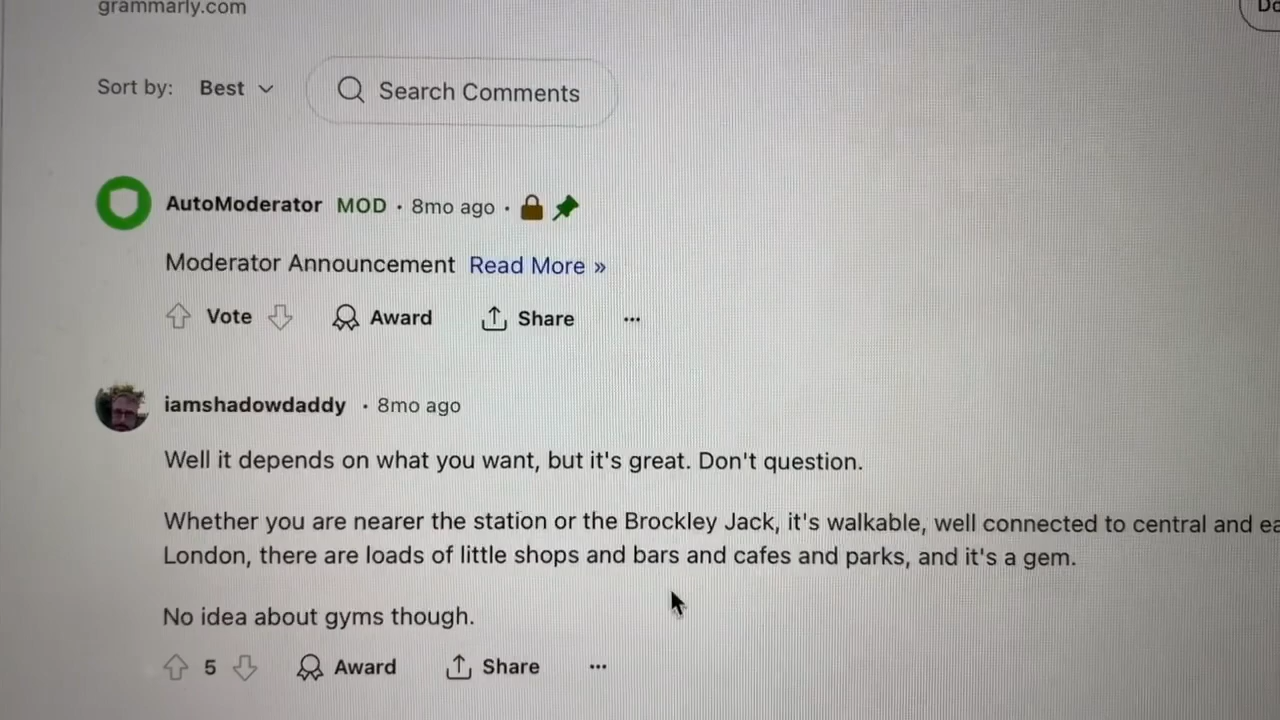 grammarly.com
Sort by: Best
Search Comments
AutoModerator MOD · 8mo ago ·
Moderator Announcement Read More »
Vote Award Share ...
iamshadowdaddy · 8mo ago
Well it depends on what you want, but it's great. Don't question.
Whether you are nearer the station or the Brockley Jack, it's walkable, well connected to central and
London, there are loads of little shops and bars and cafes and parks, and it's a gem.
No idea about gyms though.
5 Award Share ...